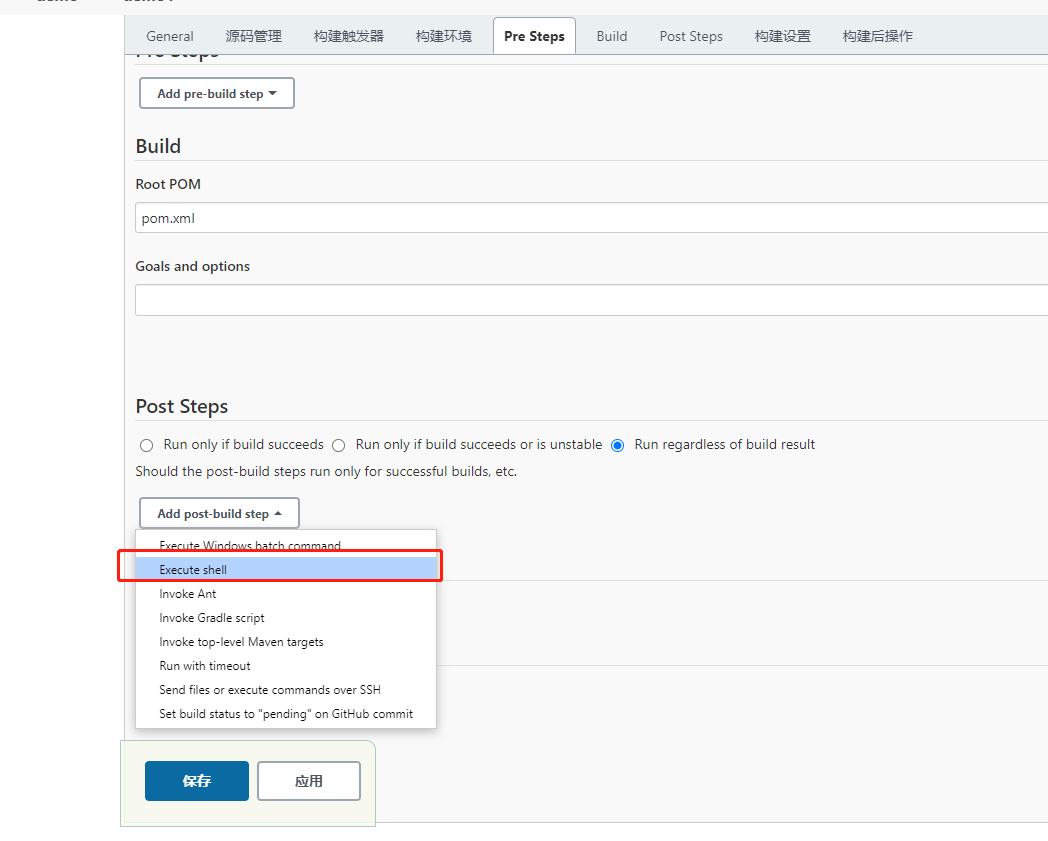 General 源码管理 构建触发器 构建环境 Pre Steps Build Post Steps 构建设置 构建后操作
Pre Steps
Add pre-build step
Build
Root POM
pom.xml
Goals and options
Post Steps
Run only if build succeeds Run only if build succeeds or is unstable Run regardless of build result
Should the post-build steps run only for successful builds, etc.
Add post-build step
Execute Windows batch command
Execute shell
Invoke Ant
Invoke Gradle script
Invoke top-level Maven targets
Run with timeout
Send files or execute commands over SSH
Set build status to "pending" on GitHub commit
保存 应用